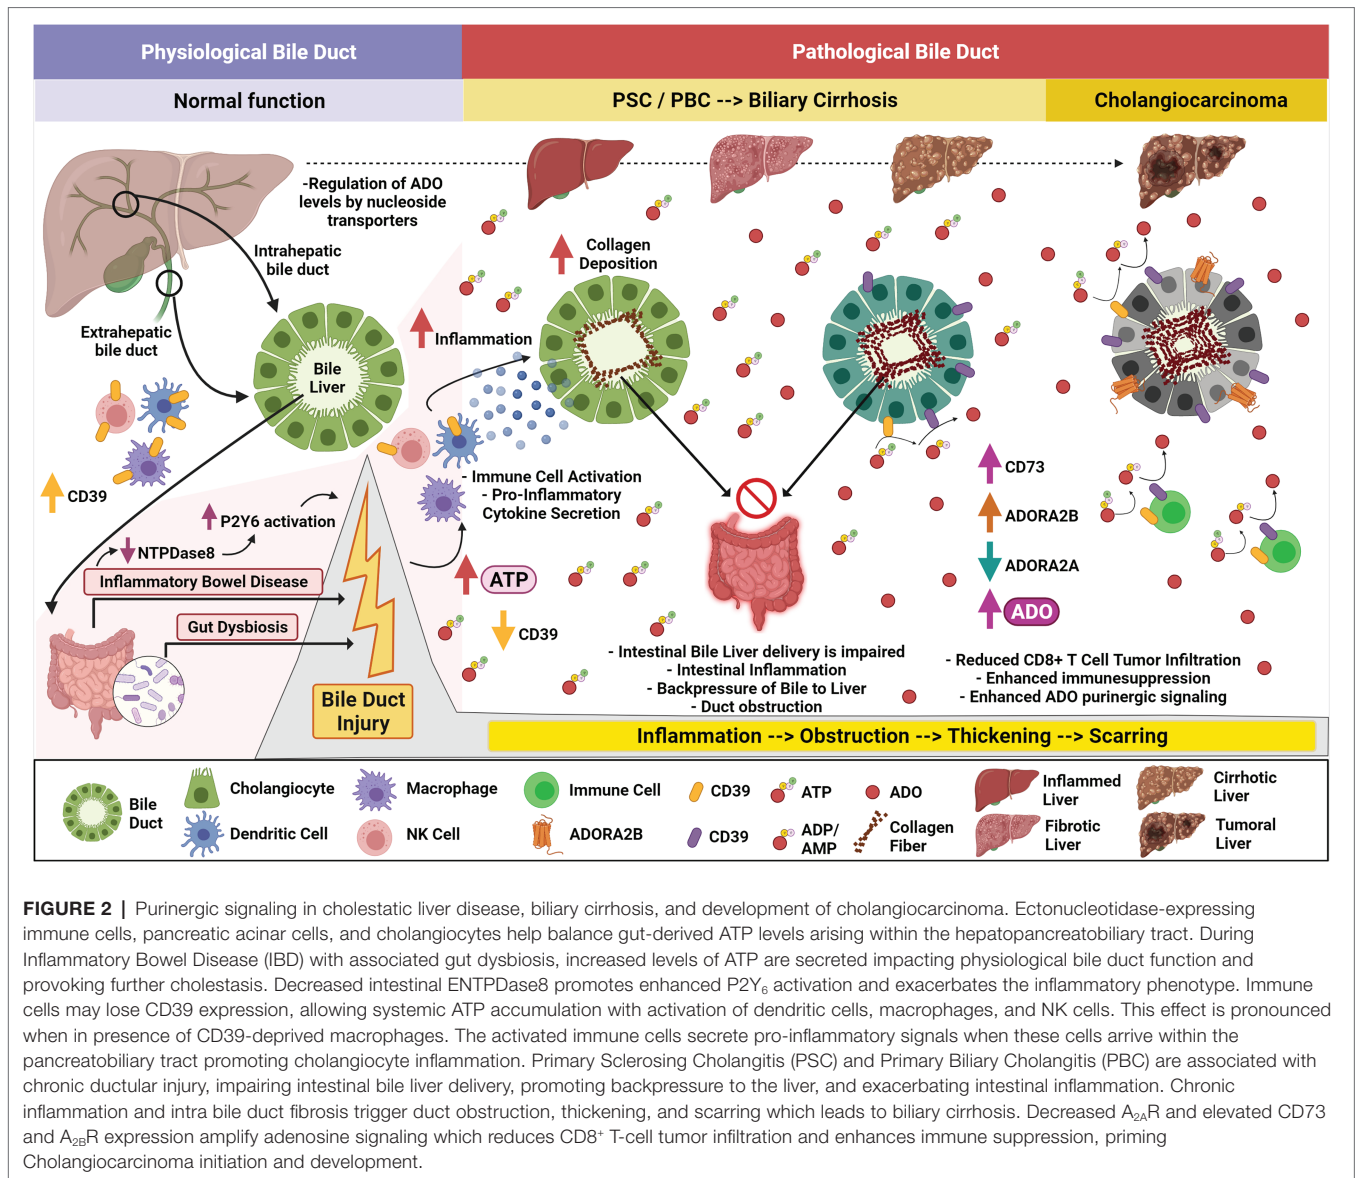 Physiological Bile Duct
Pathological Bile Duct
Normal function
PSC / PBC --> Biliary Cirrhosis
Cholangiocarcinoma
-Regulation of ADO
levels by nucleoside
transporters
Intrahepatic
bile duct
Extrahepatic
bile duct
Bile
Liver
CD39
P2Y6 activation
NTPDase8
Inflammatory Bowel Disease
Gut Dysbiosis
Bile Duct
Injury
Inflammation
Collagen
Deposition
- Immune Cell Activation
- Pro-Inflammatory
Cytokine Secretion
ATP
CD39
- Intestinal Bile Liver delivery is impaired
- Intestinal Inflammation
- Backpressure of Bile to Liver
- Duct obstruction
CD73
ADORA2B
ADORA2A
ADO
- Reduced CD8+ T Cell Tumor Infiltration
- Enhanced immunesuppression
- Enhanced ADO purinergic signaling
Inflammation --> Obstruction --> Thickening --> Scarring
Bile
Duct
Cholangiocyte
Dendritic Cell
Macrophage
NK Cell
Immune Cell
ADORA2B
CD39
CD39
ATP
ADP/
AMP
ADO
Collagen
Fiber
Inflammed
Liver
Fibrotic
Liver
Cirrhotic
Liver
Tumoral
Liver
FIGURE 2 | Purinergic signaling in cholestatic liver disease, biliary cirrhosis, and development of cholangiocarcinoma. Ectonucleotidase-expressing
immune cells, pancreatic acinar cells, and cholangiocytes help balance gut-derived ATP levels arising within the hepatopancreatobiliary tract. During
Inflammatory Bowel Disease (IBD) with associated gut dysbiosis, increased levels of ATP are secreted impacting physiological bile duct function and
provoking further cholestasis. Decreased intestinal ENTPDase8 promotes enhanced P2Y₆ activation and exacerbates the inflammatory phenotype. Immune
cells may lose CD39 expression, allowing systemic ATP accumulation with activation of dendritic cells, macrophages, and NK cells. This effect is pronounced
when in presence of CD39-deprived macrophages. The activated immune cells secrete pro-inflammatory signals when these cells arrive within the
pancreatobiliary tract promoting cholangiocyte inflammation. Primary Sclerosing Cholangitis (PSC) and Primary Biliary Cholangitis (PBC) are associated with
chronic ductular injury, impairing intestinal bile liver delivery, promoting backpressure to the liver, and exacerbating intestinal inflammation. Chronic
inflammation and intra bile duct fibrosis trigger duct obstruction, thickening, and scarring which leads to biliary cirrhosis. Decreased A₂ₐR and elevated CD73
and A₂BR expression amplify adenosine signaling which reduces CD8⁺ T-cell tumor infiltration and enhances immune suppression, priming
Cholangiocarcinoma initiation and development.